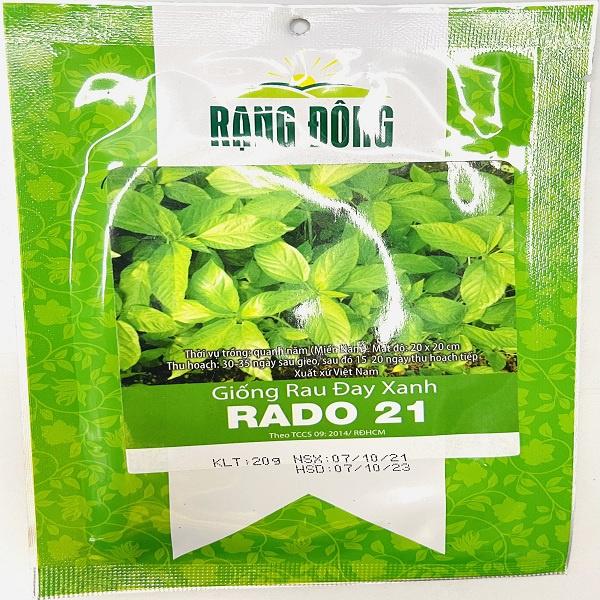 RẠNG ĐÔNG
Thời vụ trồng: quanh năm (Miền Nam). Mật độ: 20 x 20 cm
Thu hoạch: 30-35 ngày sau gieo, sau đó 15-20 ngày thu hoạch tiếp
Xuất xứ Việt Nam
Giống Rau Đay Xanh
RADO 21
Theo TCCS 09: 2014/ RĐHCM
KLT:20g NSX:07/10/21
HSD:07/10/23